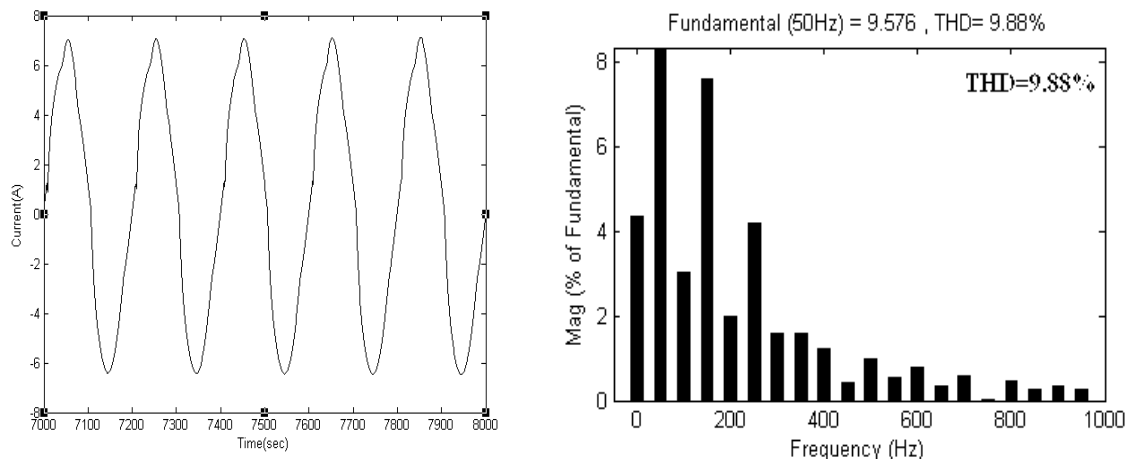 8
6
4
2
0
-2
-4
-6
-8
Current(A)
7000 7100 7200 7300 7400 7500 7600 7700 7800 7900 8000
Time(sec)
Fundamental (50Hz) = 9.576 , THD= 9.88%
THD=9.88%
8
6
4
2
0
Mag (% of Fundamental)
0 200 400 600 800 1000
Frequency (Hz)